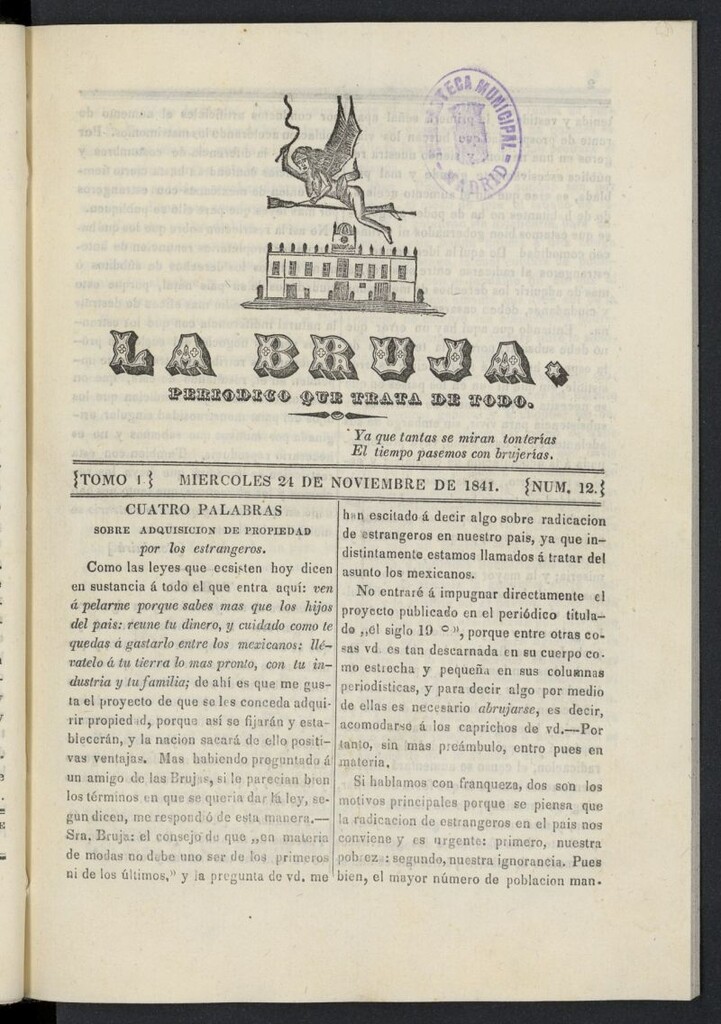 BIBLIOTECA MUNICIPAL
MADRID
LA BRUJA.
PERIODICO QUE TRATA DE TODO.
Ya que tantas se miran tonterías
El tiempo pasemos con brujerías.
{TOMO I.} MIERCOLES 24 DE NOVIEMBRE DE 1841. {NUM. 12.}
CUATRO PALABRAS
SOBRE ADQUISICION DE PROPIEDAD
por los estrangeros.
Como las leyes que ecsisten hoy dicen
en sustancia á todo el que entra aquí: ven
á pelarme porque sabes mas que los hijos
del pais: reune tu dinero, y cuidado como te
quedas á gastarlo entre los mexicanos: llé-
vatelo á tu tierra lo mas pronto, con tu in-
dustria y tu familia; de ahí es que me gus-
ta el proyecto de que se les conceda adqui-
rir propiedad, porque así se fijarán y esta-
blecerán, y la nacion sacará de ello positi-
vas ventajas. Mas habiendo preguntado á
un amigo de las Brujas, si le parecian bien
los términos en que se queria dar la ley, se-
gun dicen, me respondió de esta manera.—
Sra. Bruja: el consejo de que „en materia
de modas no debe uno ser de los primeros
ni de los últimos,” y la pregunta de vd. me
han escitado á decir algo sobre radicacion
de estrangeros en nuestro pais, ya que in-
distintamente estamos llamados á tratar del
asunto los mexicanos.
No entraré á impugnar directamente el
proyecto publicado en el periódico titula-
do „el siglo 19 º”, porque entre otras co-
sas vd. es tan descarnada en su cuerpo co-
mo estrecha y pequeña en sus columnas
periodísticas, y para decir algo por medio
de ellas es necesario abrujarse, es decir,
acomodarse á los caprichos de vd.—Por
tanto, sin mas preámbulo, entro pues en
materia.
Si hablamos con franqueza, dos son los
motivos principales porque se piensa que
la radicacion de estrangeros en el pais nos
conviene y es urgente: primero, nuestra
pobreza: segundo, nuestra ignorancia. Pues
bien, el mayor número de poblacion man-